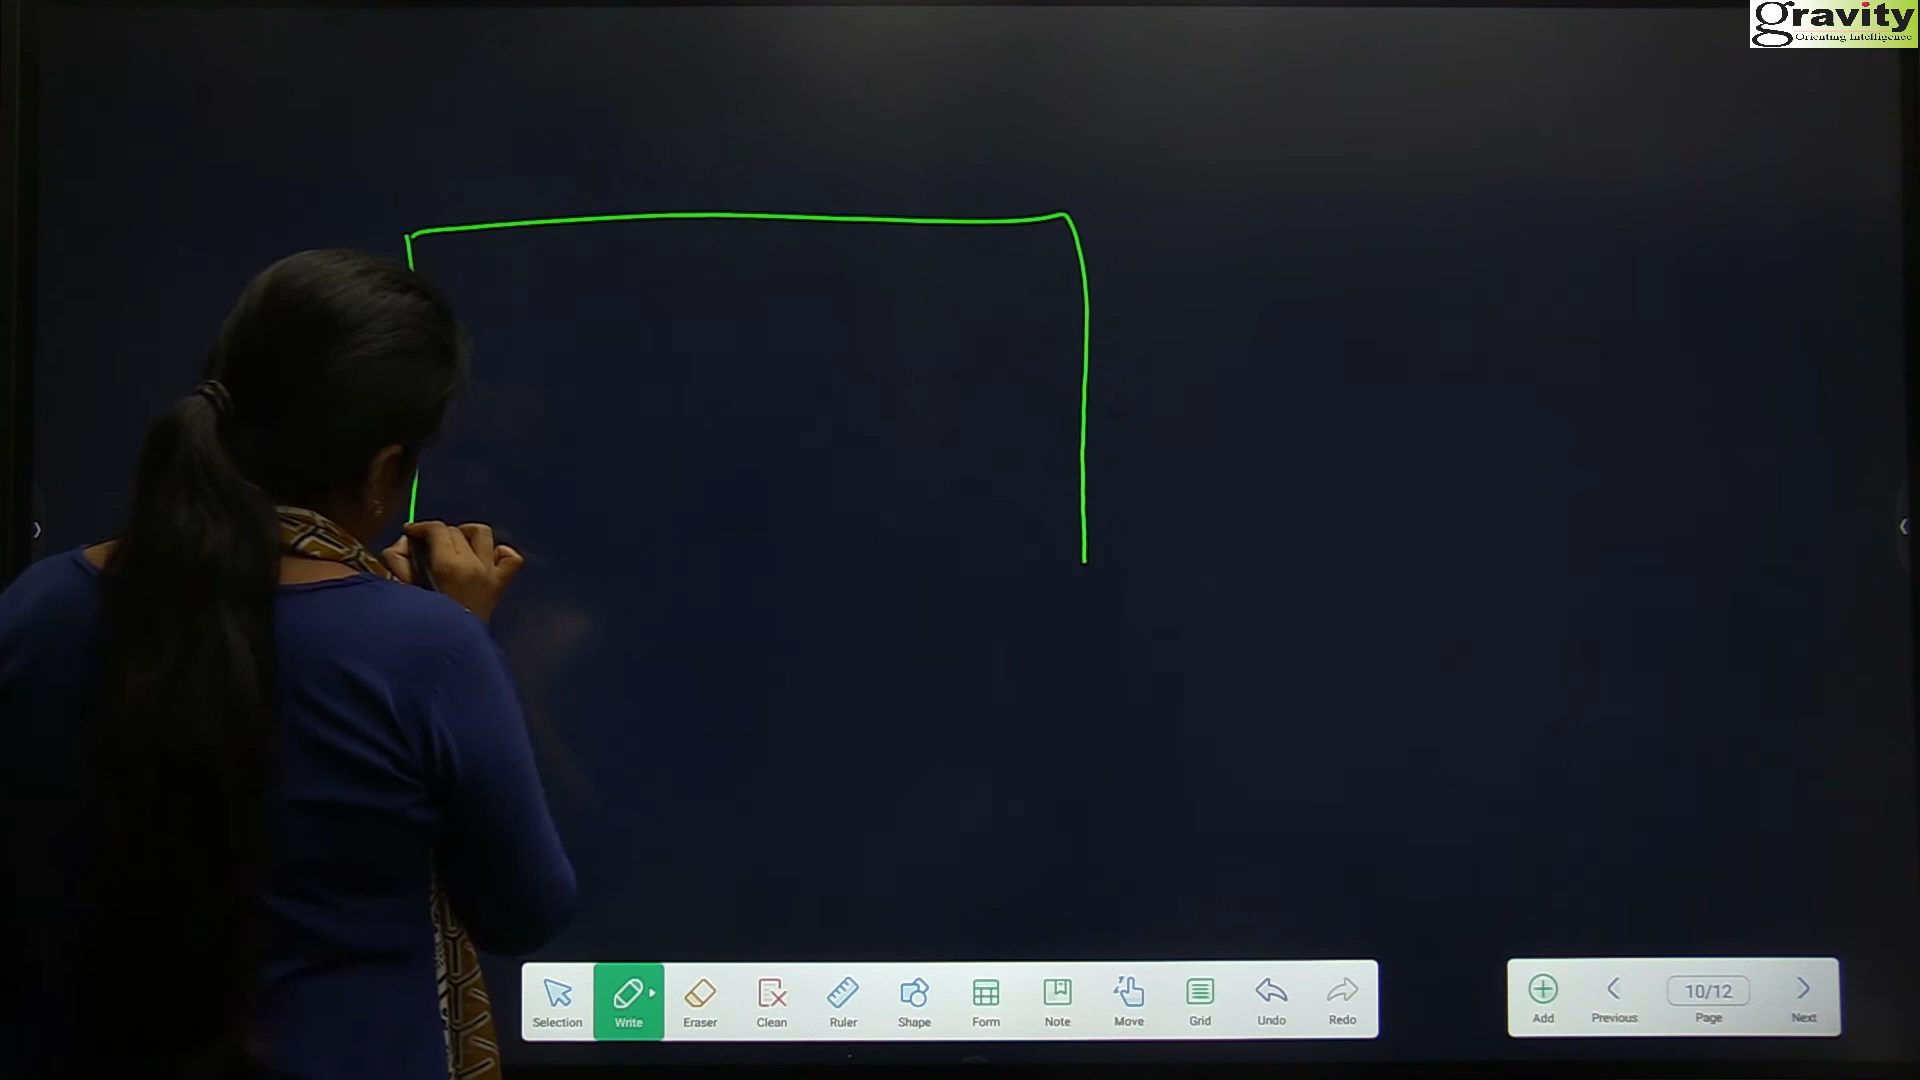 gravity
Orienting Intelligence
Selection
Write
Eraser
Clean
Ruler
Shape
Form
Note
Move
Grid
Undo
Redo
Add
Previous
10/12
Page
Next